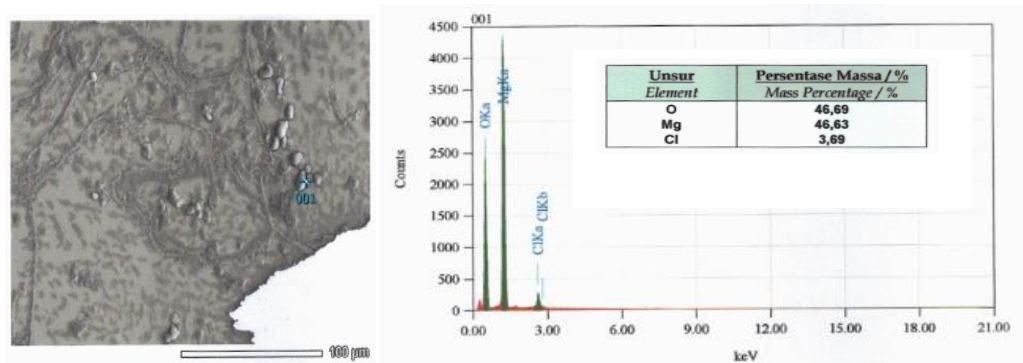 001
100 µm
001
4500
4000
3500
3000
2500
2000
1500
1000
500
0
Counts
OKa
MgKa
ClKa
ClKb
0.00 3.00 6.00 9.00 12.00 15.00 18.00 21.00
keV
Unsur Persentase Massa / %
Element Mass Percentage / %
O 46,69
Mg 46,63
Cl 3,69